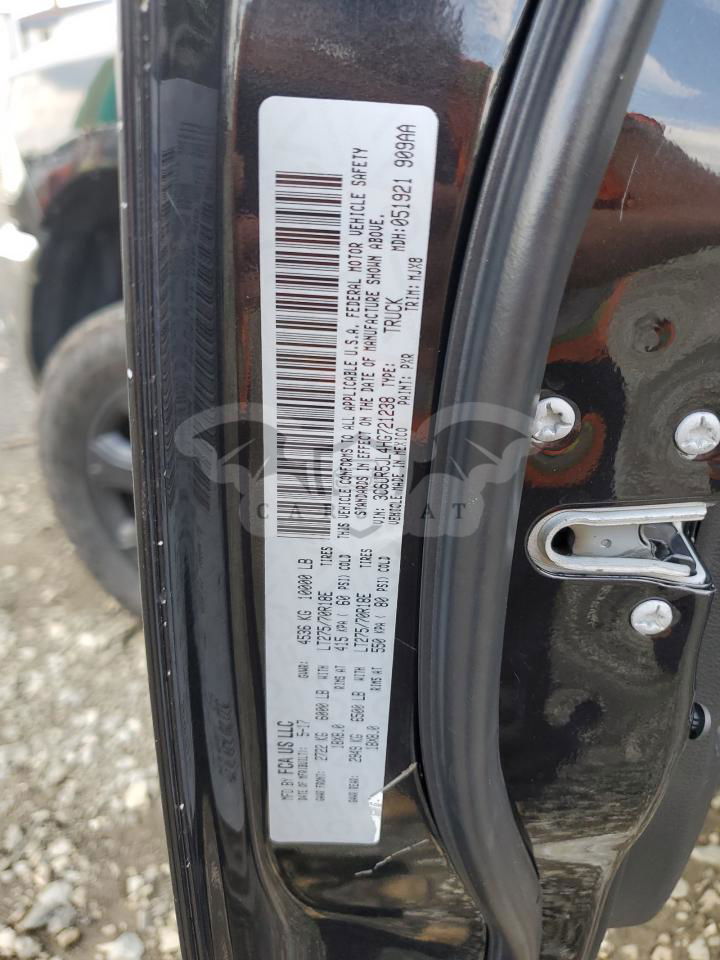 MFD BY FCA US LLC
DATE OF MFR(BUILT): 5-17 GVWR: 4536 KG 10000 LB
GAWR FRONT: 2722 KG 6000 LB WITH LT275/70R18E TIRES
18X8.0 RIMS AT 415 KPA ( 60 PSI) COLD
GAWR REAR: 2949 KG 6500 LB WITH LT275/70R18E TIRES
18X8.0 RIMS AT 550 KPA ( 80 PSI) COLD
THIS VEHICLE CONFORMS TO ALL APPLICABLE U.S.A. FEDERAL MOTOR VEHICLE SAFETY
STANDARDS IN EFFECT ON THE DATE OF MANUFACTURE SHOWN ABOVE.
VIN: 3C6UR5JL4HG721238 TYPE: TRUCK MDH: 051921 909AA
VEHICLE MADE IN MEXICO PAINT: PXR TRIM: MJX8